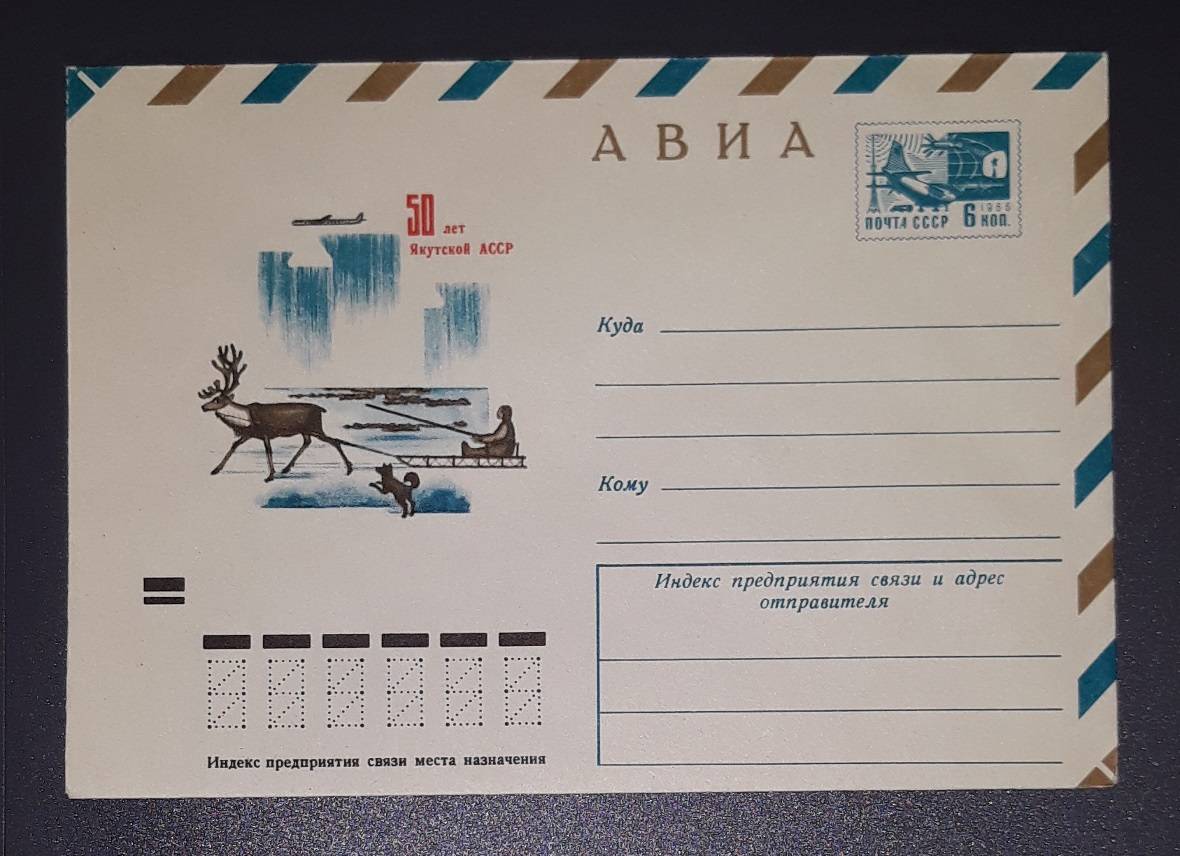 АВИА
1966
ПОЧТА СССР 6 КОП.
50 лет
Якутской АССР
Куда
Кому
Индекс предприятия связи и адрес
отправителя
Индекс предприятия связи места назначения